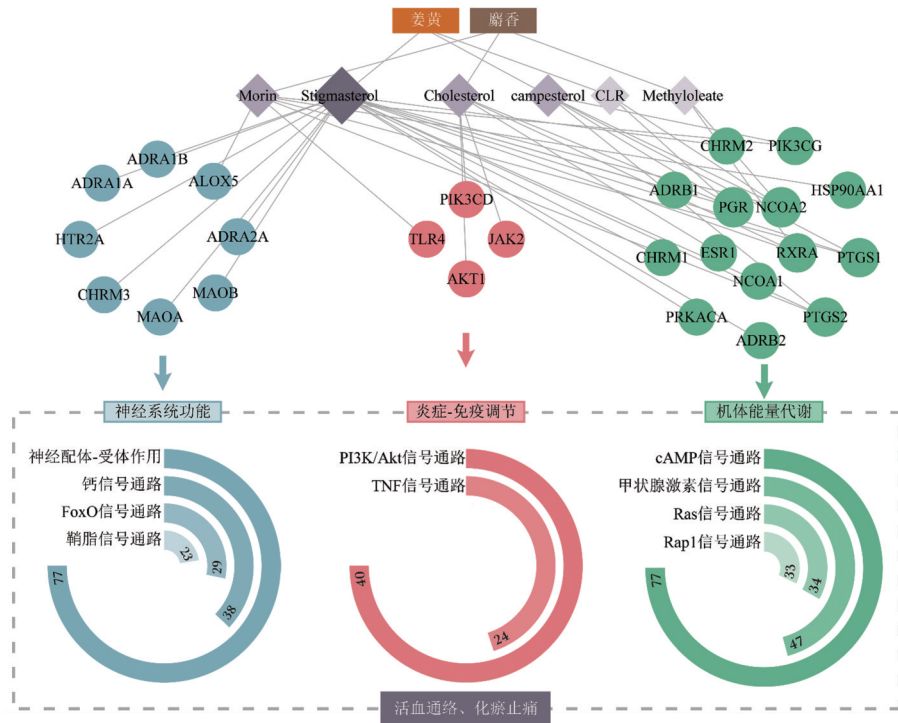 姜黄
麝香
Morin
Stigmasterol
Cholesterol
campesterol
CLR
Methyloleate
ADRA1B
ADRA1A
ALOX5
HTR2A
ADRA2A
CHRM3
MAOB
MAOA
PIK3CD
TLR4
JAK2
AKT1
CHRM2
PIK3CG
ADRB1
HSP90AA1
PGR
NCOA2
CHRM1
ESR1
RXRA
PTGS1
NCOA1
PRKACA
PTGS2
ADRB2
神经系统功能
炎症-免疫调节
机体能量代谢
神经配体-受体作用
钙信号通路
FoxO信号通路
鞘脂信号通路
23
29
38
77
PI3K/Akt信号通路
TNF信号通路
24
40
cAMP信号通路
甲状腺激素信号通路
Ras信号通路
Rap1信号通路
33
34
47
77
活血通络、化瘀止痛